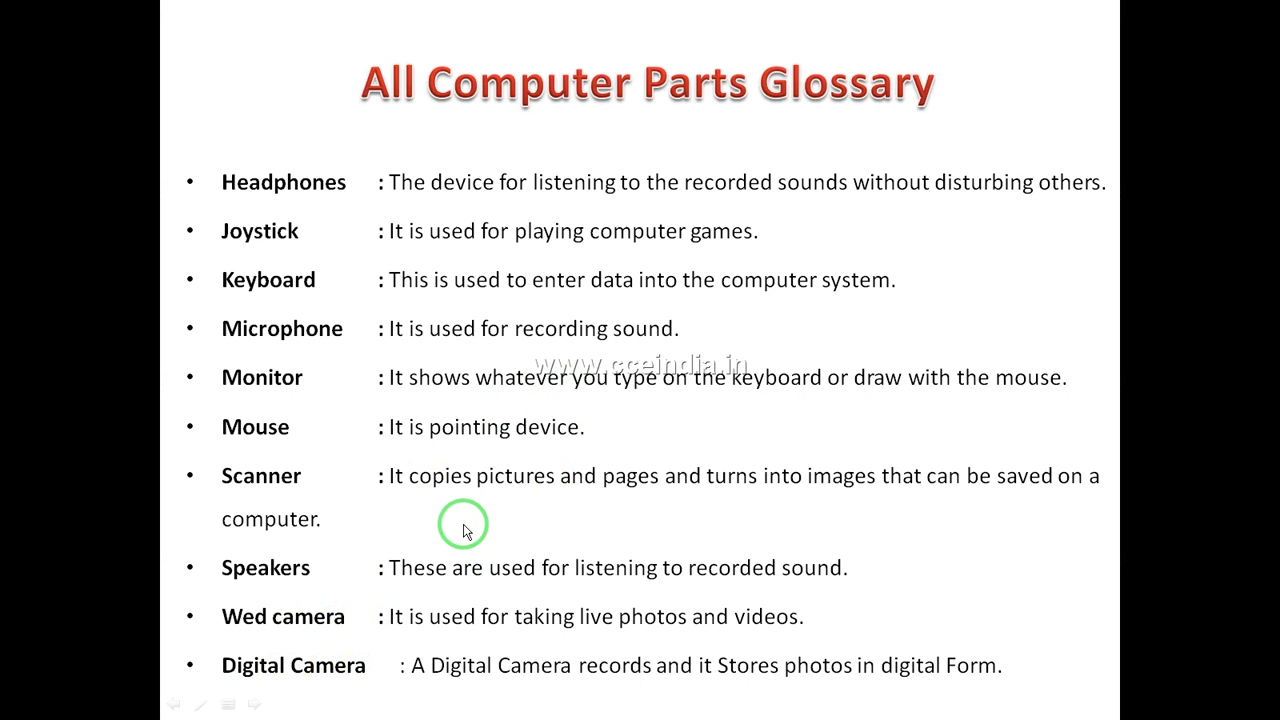 All Computer Parts Glossary
• Headphones : The device for listening to the recorded sounds without disturbing others.
• Joystick : It is used for playing computer games.
• Keyboard : This is used to enter data into the computer system.
• Microphone : It is used for recording sound.
www.cceindia.in
• Monitor : It shows whatever you type on the keyboard or draw with the mouse.
• Mouse : It is pointing device.
• Scanner : It copies pictures and pages and turns into images that can be saved on a
computer.
• Speakers : These are used for listening to recorded sound.
• Wed camera : It is used for taking live photos and videos.
• Digital Camera : A Digital Camera records and it Stores photos in digital Form.